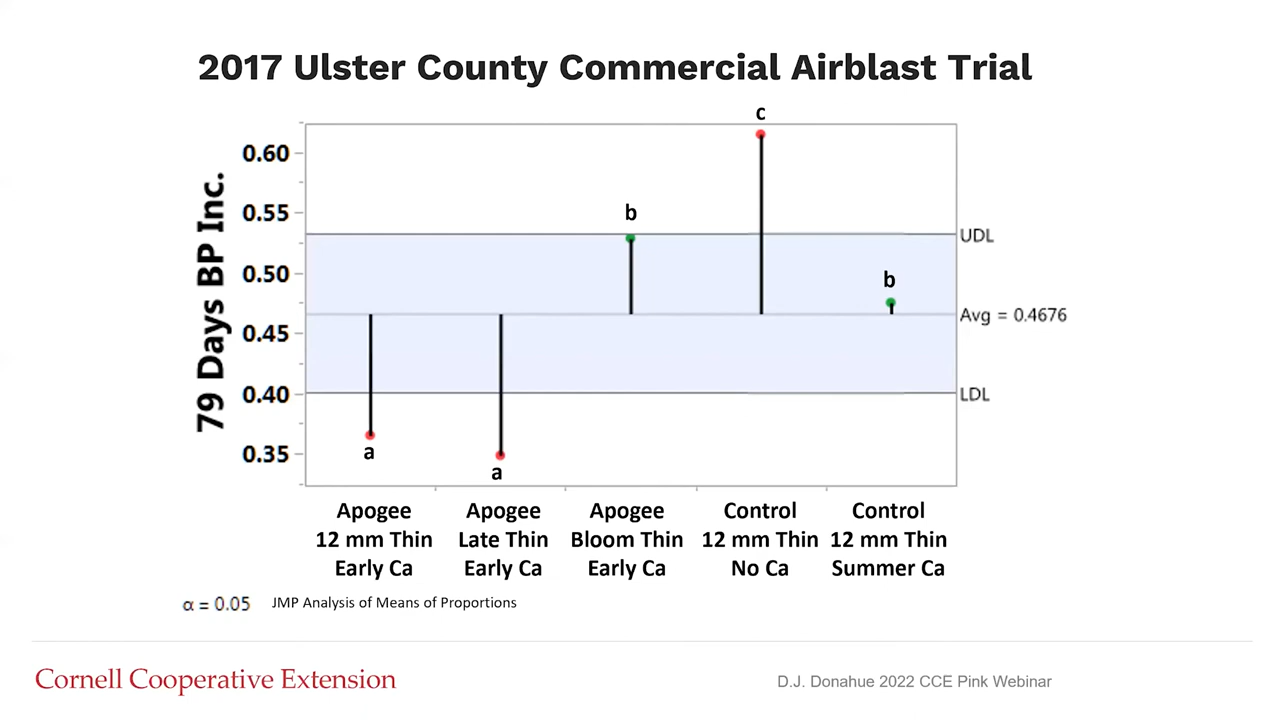 2017 Ulster County Commercial Airblast Trial
79 Days BP Inc.
0.60
0.55
0.50
0.45
0.40
0.35
c
b
b
a
a
UDL
Avg = 0.4676
LDL
Apogee
12 mm Thin
Early Ca
Apogee
Late Thin
Early Ca
Apogee
Bloom Thin
Early Ca
Control
12 mm Thin
No Ca
Control
12 mm Thin
Summer Ca
α = 0.05
JMP Analysis of Means of Proportions
Cornell Cooperative Extension
D.J. Donahue 2022 CCE Pink Webinar